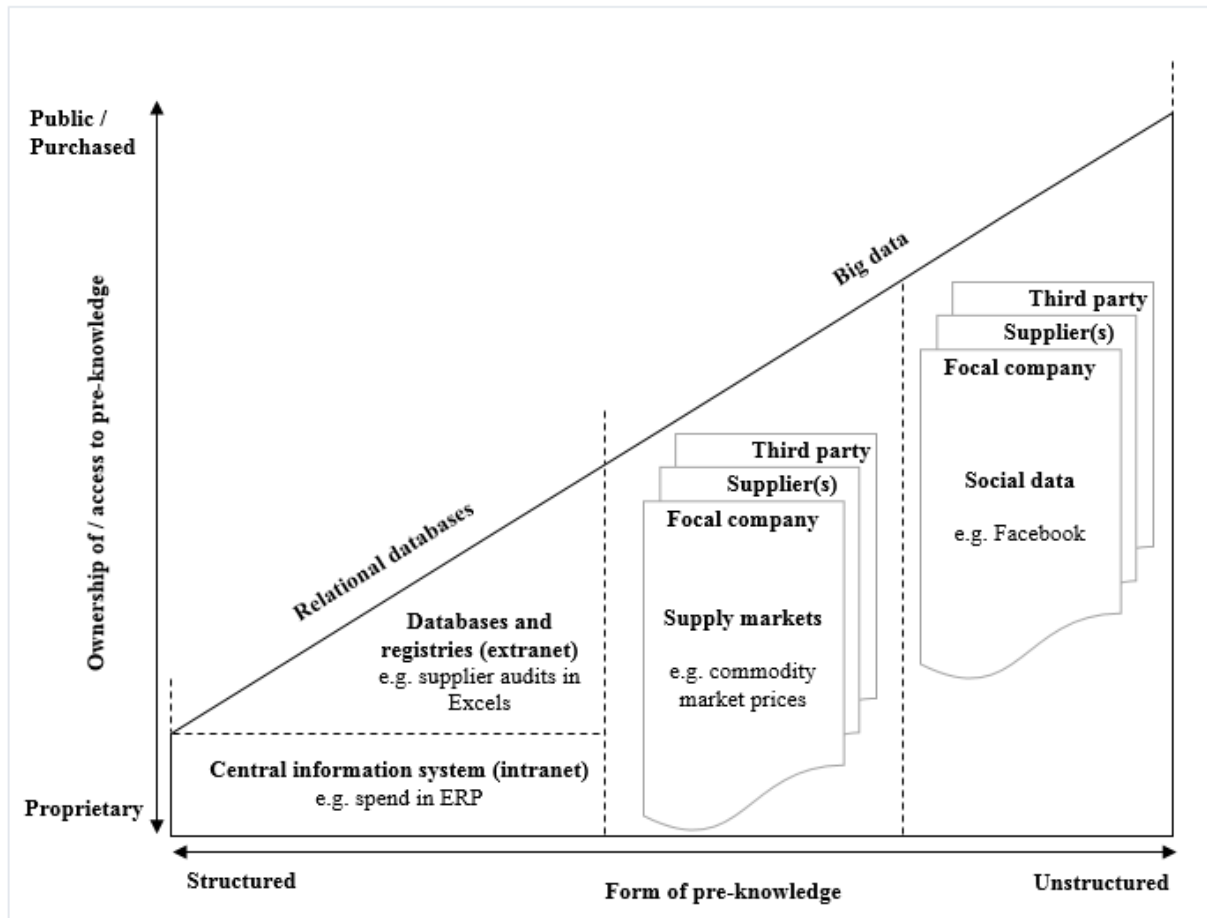 Public /
Purchased
Ownership of / access to pre-knowledge
Proprietary
Relational databases
Big data
Databases and
registries (extranet)
e.g. supplier audits in
Excels
Central information system (intranet)
e.g. spend in ERP
Third party
Supplier(s)
Focal company
Supply markets
e.g. commodity
market prices
Third party
Supplier(s)
Focal company
Social data
e.g. Facebook
Structured
Form of pre-knowledge
Unstructured